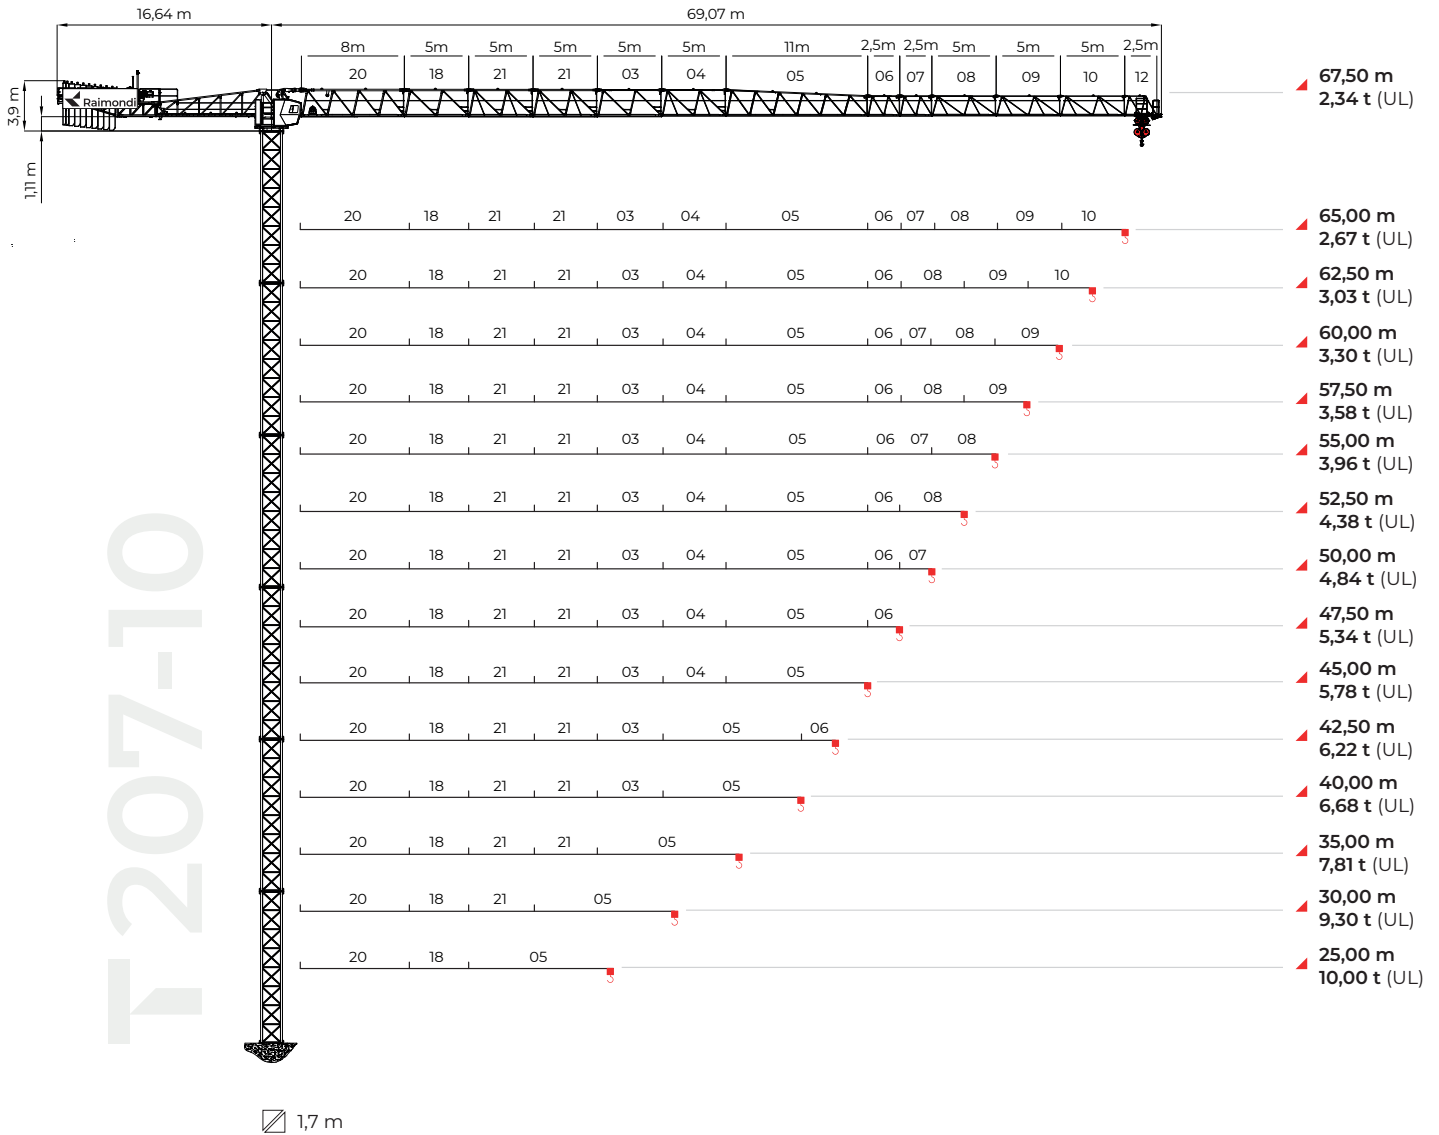 16,64 m 69,07 m
8m 5m 5m 5m 5m 5m 11m 2,5m 2,5m 5m 5m 5m 2,5m
20 18 21 21 03 04 05 06 07 08 09 10 12
67,50 m
2,34 t (UL)
Raimondi
3,9 m
1,11 m
20 18 21 21 03 04 05 06 07 08 09 10
65,00 m
2,67 t (UL)
20 18 21 21 03 04 05 06 08 09 10
62,50 m
3,03 t (UL)
20 18 21 21 03 04 05 06 07 08 09
60,00 m
3,30 t (UL)
20 18 21 21 03 04 05 06 08 09
57,50 m
3,58 t (UL)
20 18 21 21 03 04 05 06 07 08
55,00 m
3,96 t (UL)
20 18 21 21 03 04 05 06 08
52,50 m
4,38 t (UL)
20 18 21 21 03 04 05 06 07
50,00 m
4,84 t (UL)
20 18 21 21 03 04 05 06
47,50 m
5,34 t (UL)
20 18 21 21 03 04 05
45,00 m
5,78 t (UL)
20 18 21 21 03 05 06
42,50 m
6,22 t (UL)
20 18 21 21 03 05
40,00 m
6,68 t (UL)
20 18 21 21 05
35,00 m
7,81 t (UL)
20 18 21 05
30,00 m
9,30 t (UL)
20 18 05
25,00 m
10,00 t (UL)
T 207-10
1,7 m